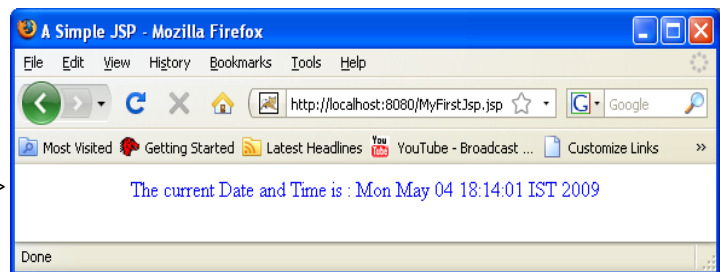 A Simple JSP - Mozilla Firefox
File Edit View History Bookmarks Tools Help
http://localhost:8080/MyFirstJsp.jsp G Google
Most Visited Getting Started Latest Headlines You Tube YouTube - Broadcast ... Customize Links »
> The current Date and Time is : Mon May 04 18:14:01 IST 2009
Done